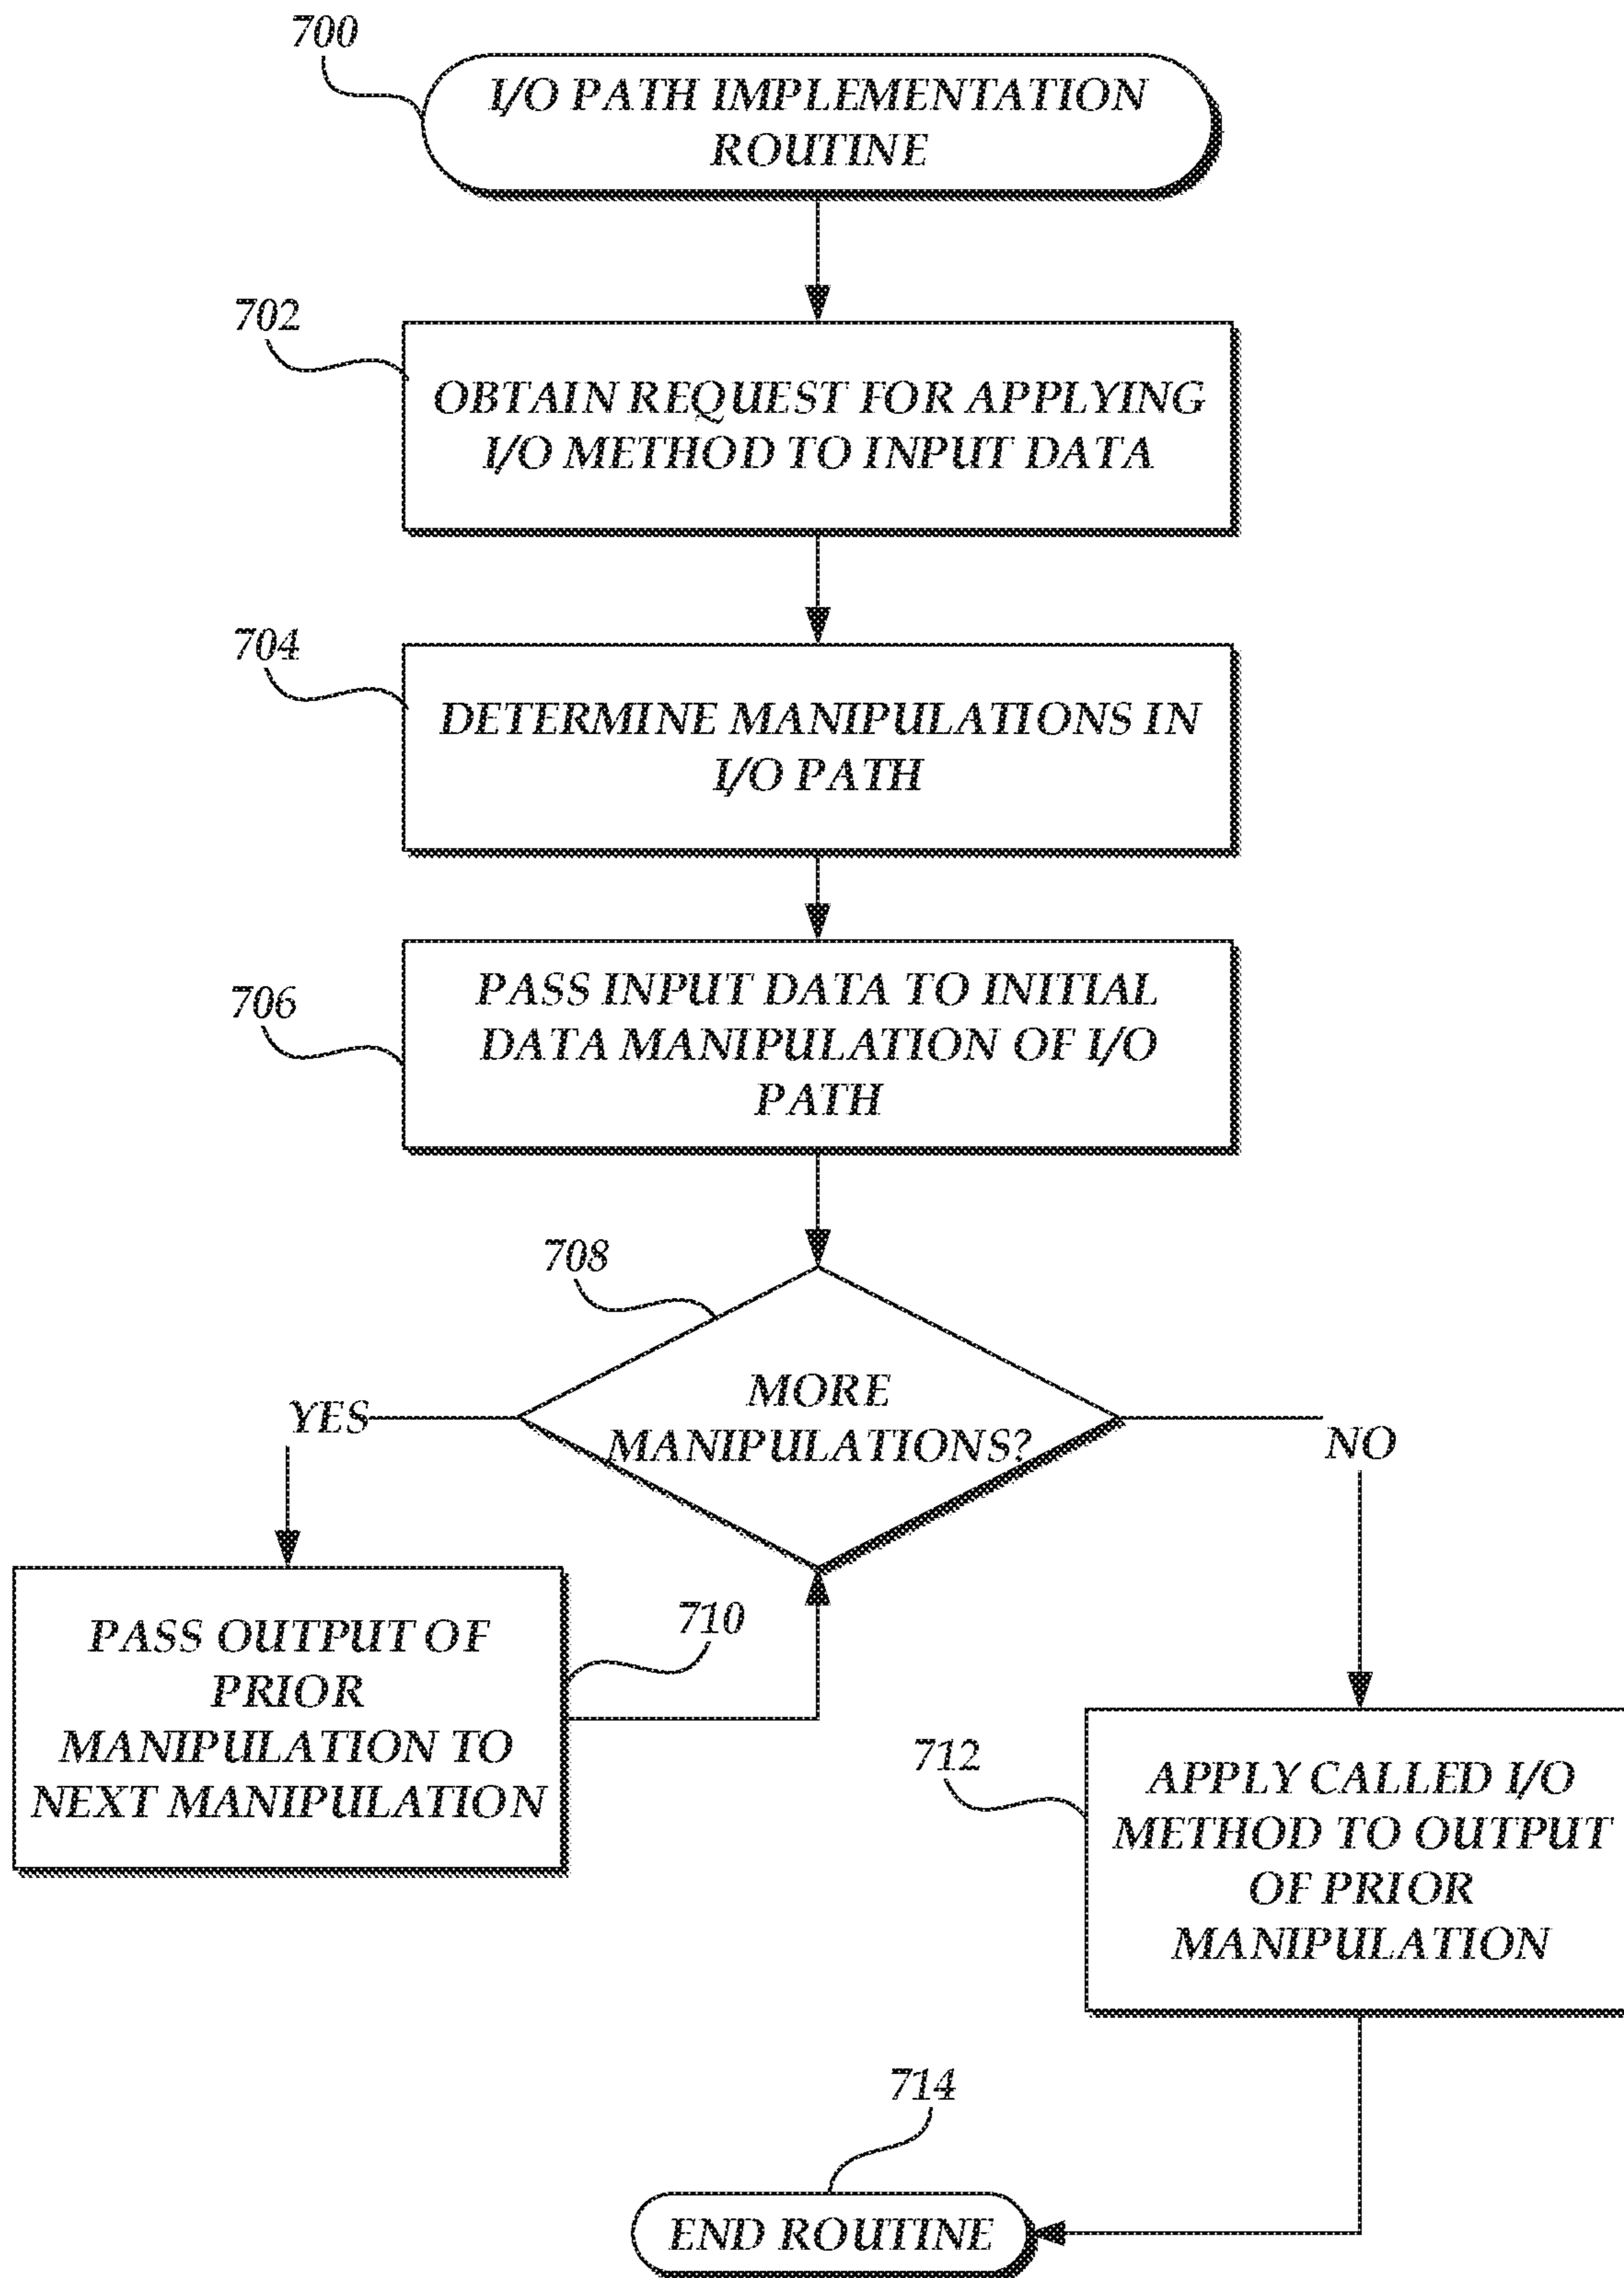 700
I/O PATH IMPLEMENTATION
ROUTINE
702
OBTAIN REQUEST FOR APPLYING
I/O METHOD TO INPUT DATA
704
DETERMINE MANIPULATIONS IN
I/O PATH
706
PASS INPUT DATA TO INITIAL
DATA MANIPULATION OF I/O
PATH
708
MORE
MANIPULATIONS?
YES
NO
PASS OUTPUT OF
PRIOR
MANIPULATION TO
NEXT MANIPULATION
710
712
APPLY CALLED I/O
METHOD TO OUTPUT
OF PRIOR
MANIPULATION
714
END ROUTINE